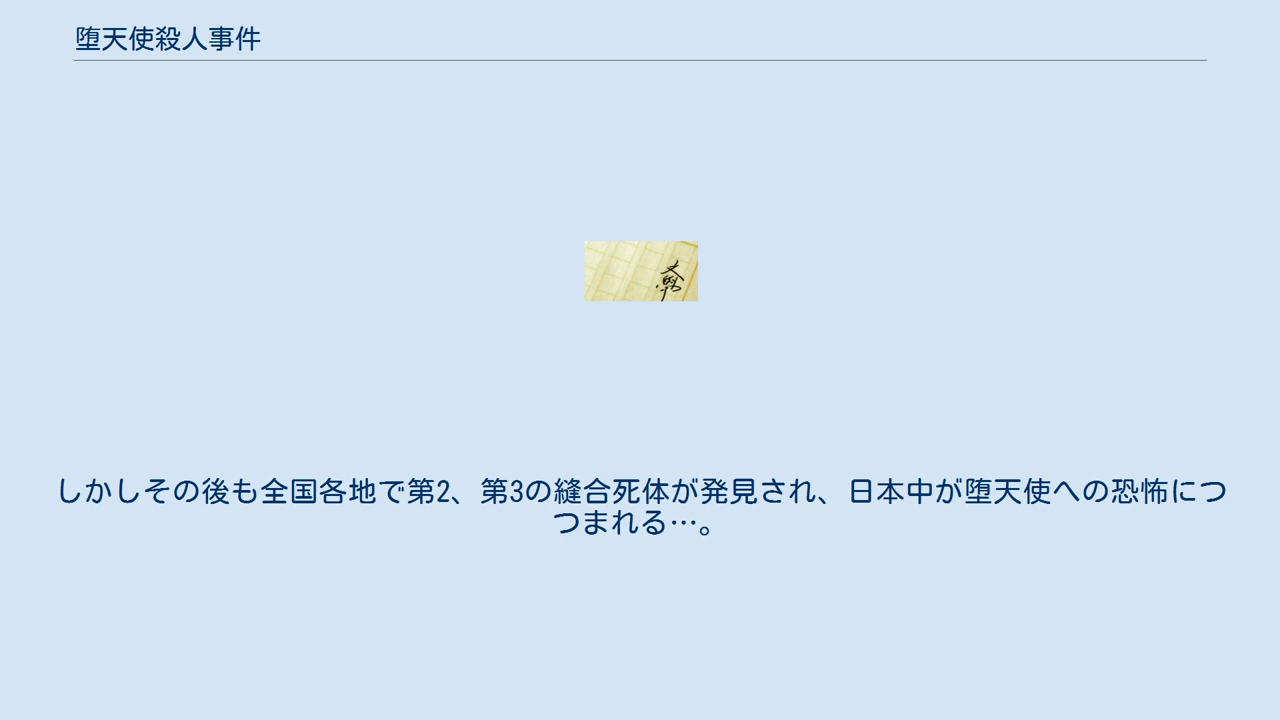 堕天使殺人事件
しかしその後も全国各地で第2、第3の縫合死体が発見され、日本中が堕天使への恐怖につ
つまれる…。